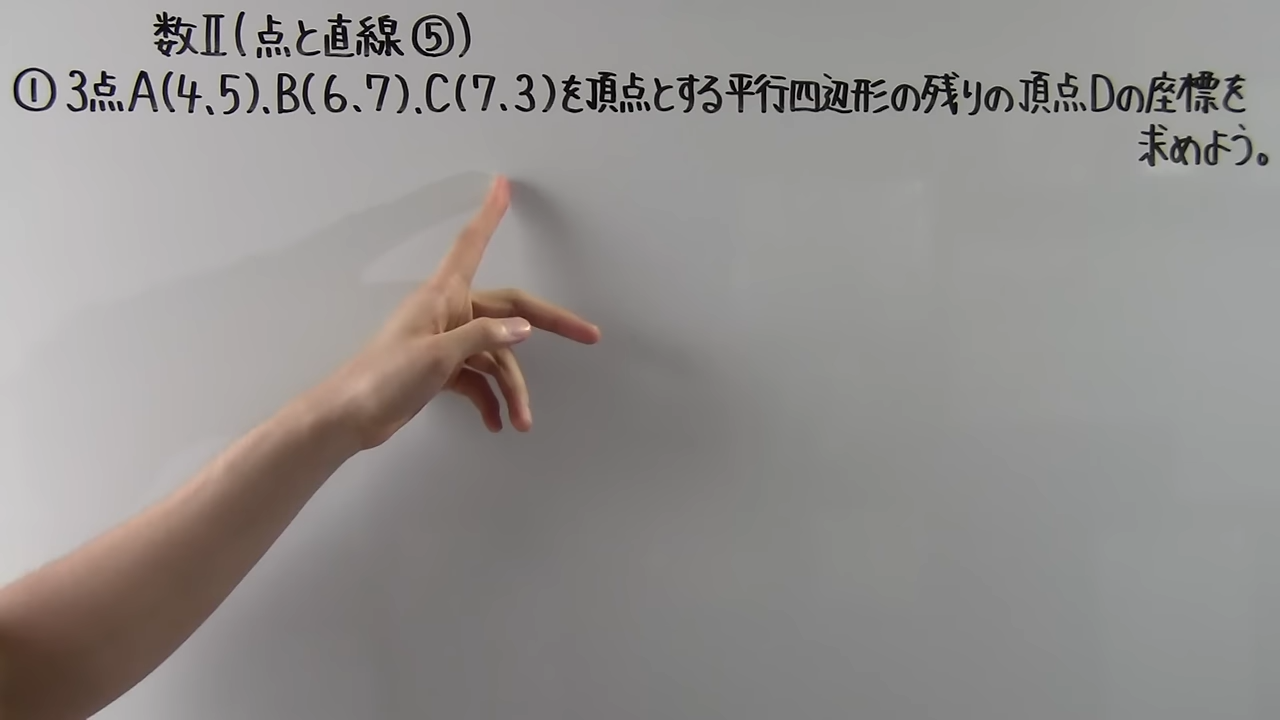 数Ⅱ(点と直線⑤)
① 3点A(4、5)、B(6、7)、C(7、3)を頂点とする平行四辺形の残りの頂点Dの座標を
求めよう。